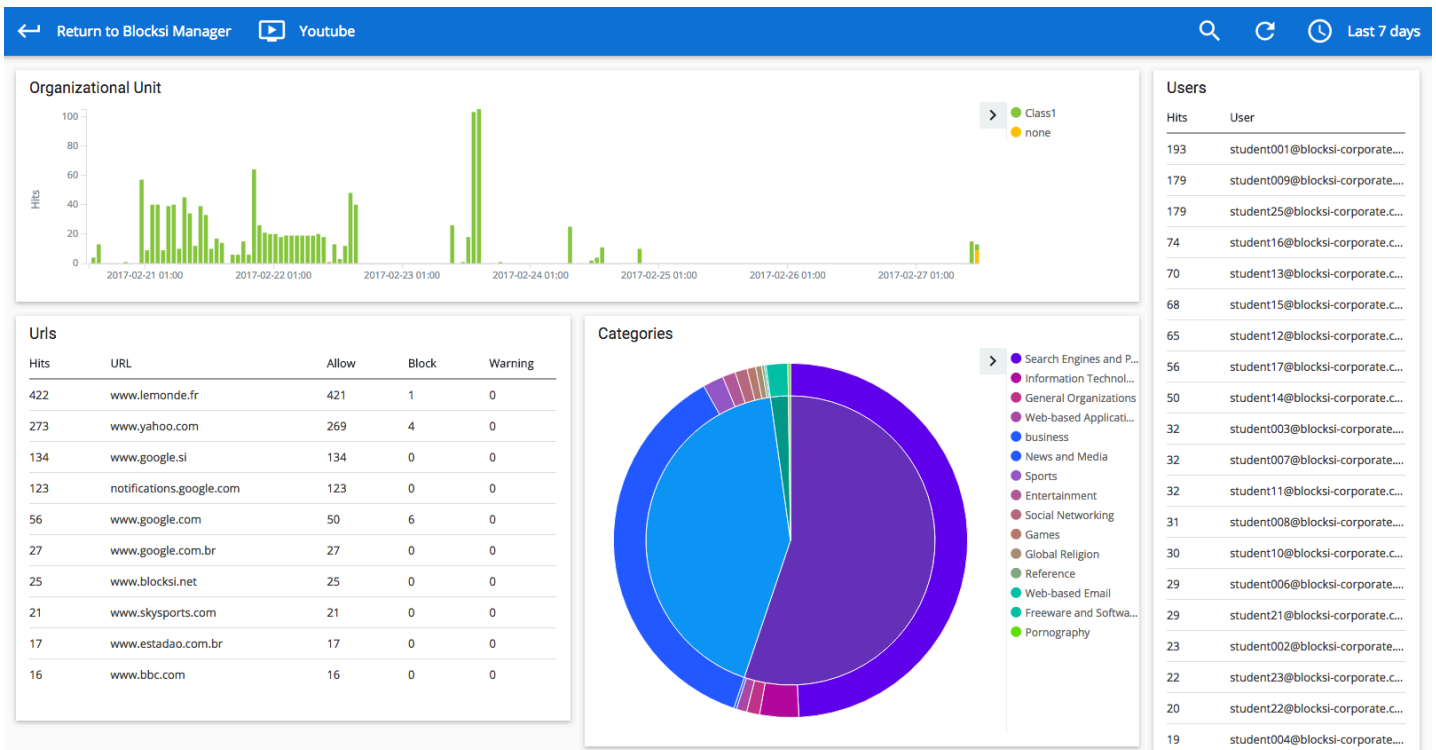 Return to Blocksi Manager Youtube Last 7 days
Organizational Unit
Hits
100
80
60
40
20
0
2017-02-21 01:00 2017-02-22 01:00 2017-02-23 01:00 2017-02-24 01:00 2017-02-25 01:00 2017-02-26 01:00 2017-02-27 01:00
Class1
none
Urls
Hits URL Allow Block Warning
422 www.lemonde.fr 421 1 0
273 www.yahoo.com 269 4 0
134 www.google.si 134 0 0
123 notifications.google.com 123 0 0
56 www.google.com 50 6 0
27 www.google.com.br 27 0 0
25 www.blocksi.net 25 0 0
21 www.skysports.com 21 0 0
17 www.estadao.com.br 17 0 0
16 www.bbc.com 16 0 0
Categories
Search Engines and P...
Information Technol...
General Organizations
Web-based Applicati...
business
News and Media
Sports
Entertainment
Social Networking
Games
Global Religion
Reference
Web-based Email
Freeware and Softwa...
Pornography
Users
Hits User
193 student001@blocksi-corporate....
179 student009@blocksi-corporate....
179 student25@blocksi-corporate.c...
74 student16@blocksi-corporate.c...
70 student13@blocksi-corporate.c...
68 student15@blocksi-corporate.c...
65 student12@blocksi-corporate.c...
56 student17@blocksi-corporate.c...
50 student14@blocksi-corporate.c...
32 student003@blocksi-corporate....
32 student007@blocksi-corporate....
32 student11@blocksi-corporate.c...
31 student008@blocksi-corporate....
30 student10@blocksi-corporate.c...
29 student006@blocksi-corporate....
29 student21@blocksi-corporate.c...
23 student002@blocksi-corporate....
22 student23@blocksi-corporate.c...
20 student22@blocksi-corporate.c...
19 student004@blocksi-corporate....